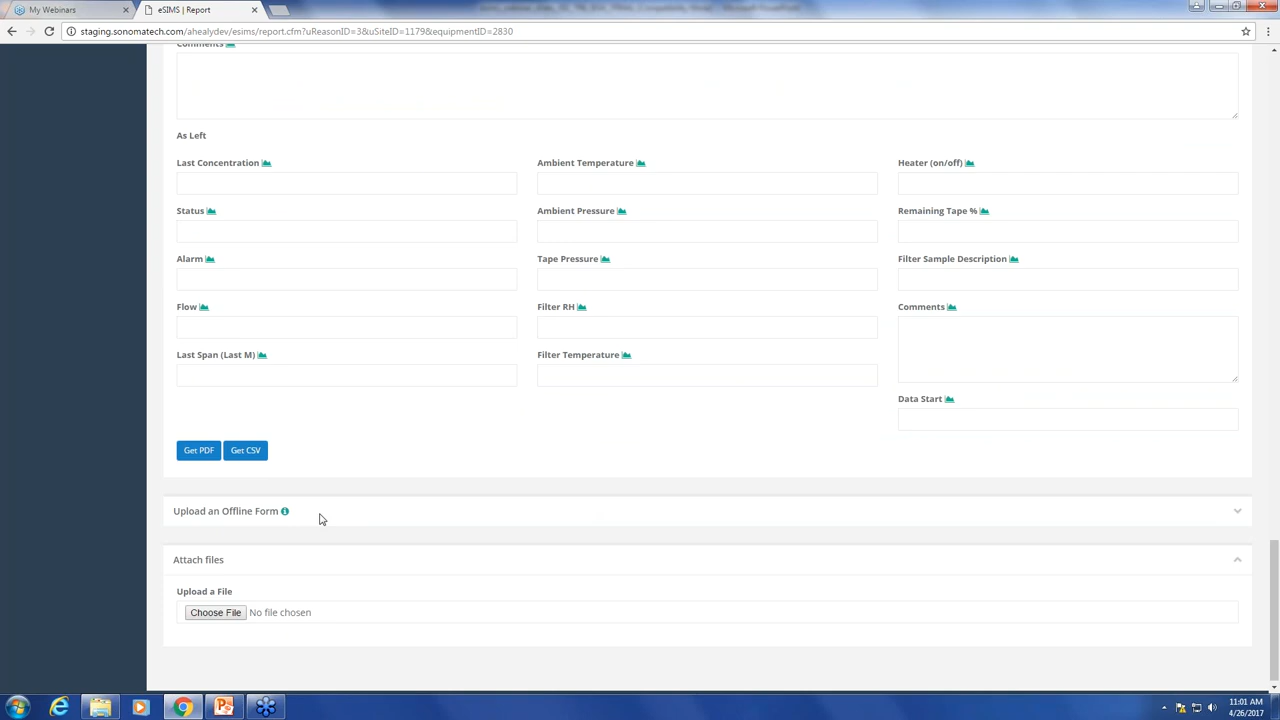 My Webinars
eSIMS | Report
staging.sonomatech.com/ahealydev/esims/report.cfm?uReasonID=3&uSiteID=1179&equipmentID=2830
Comments
As Left
Last Concentration
Ambient Temperature
Heater (on/off)
Status
Ambient Pressure
Remaining Tape %
Alarm
Tape Pressure
Filter Sample Description
Flow
Filter RH
Comments
Last Span (Last M)
Filter Temperature
Data Start
Get PDF Get CSV
Upload an Offline Form
Attach files
Upload a File
Choose File No file chosen
11:01 AM
4/26/2017